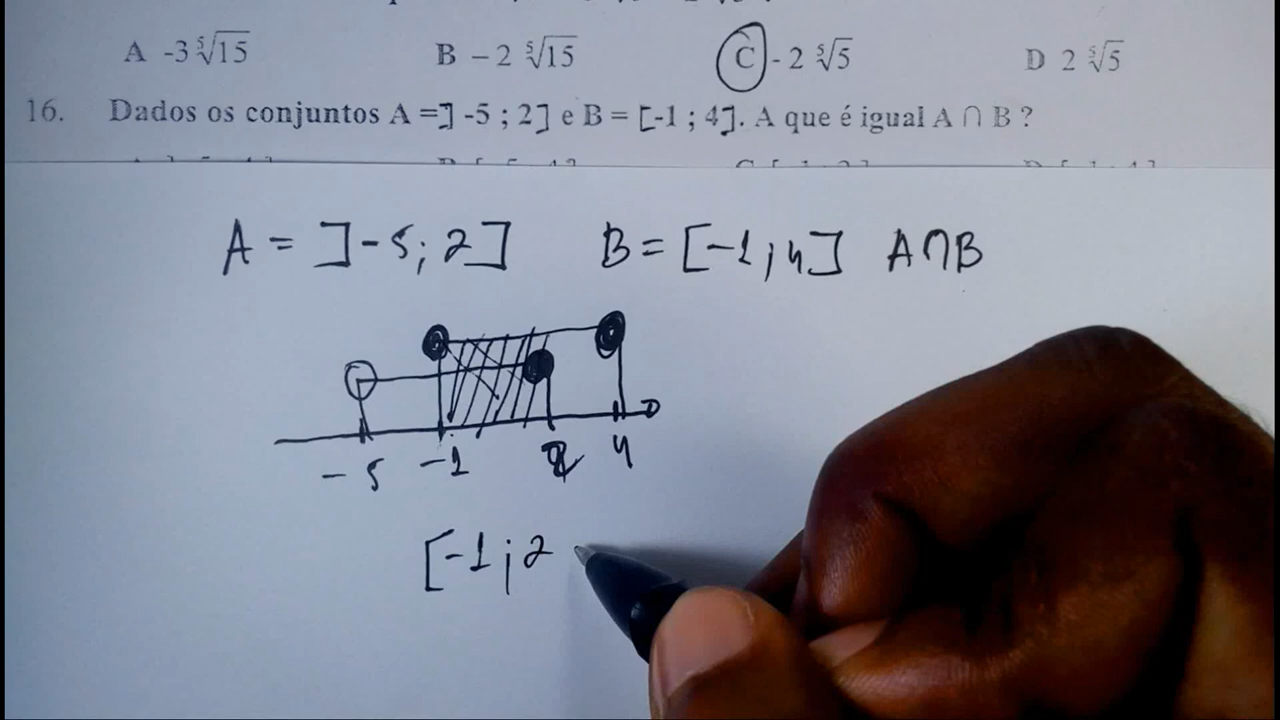 A -3 ⁵√15 B – 2 ⁵√15 C - 2 ⁵√5 D 2 ⁵√5
16. Dados os conjuntos A =] -5 ; 2] e B = [-1 ; 4]. A que é igual A ∩ B ?
A = ]-5; 2] B = [-1; 4] A∩B
-5 -1 2 4
[-1; 2